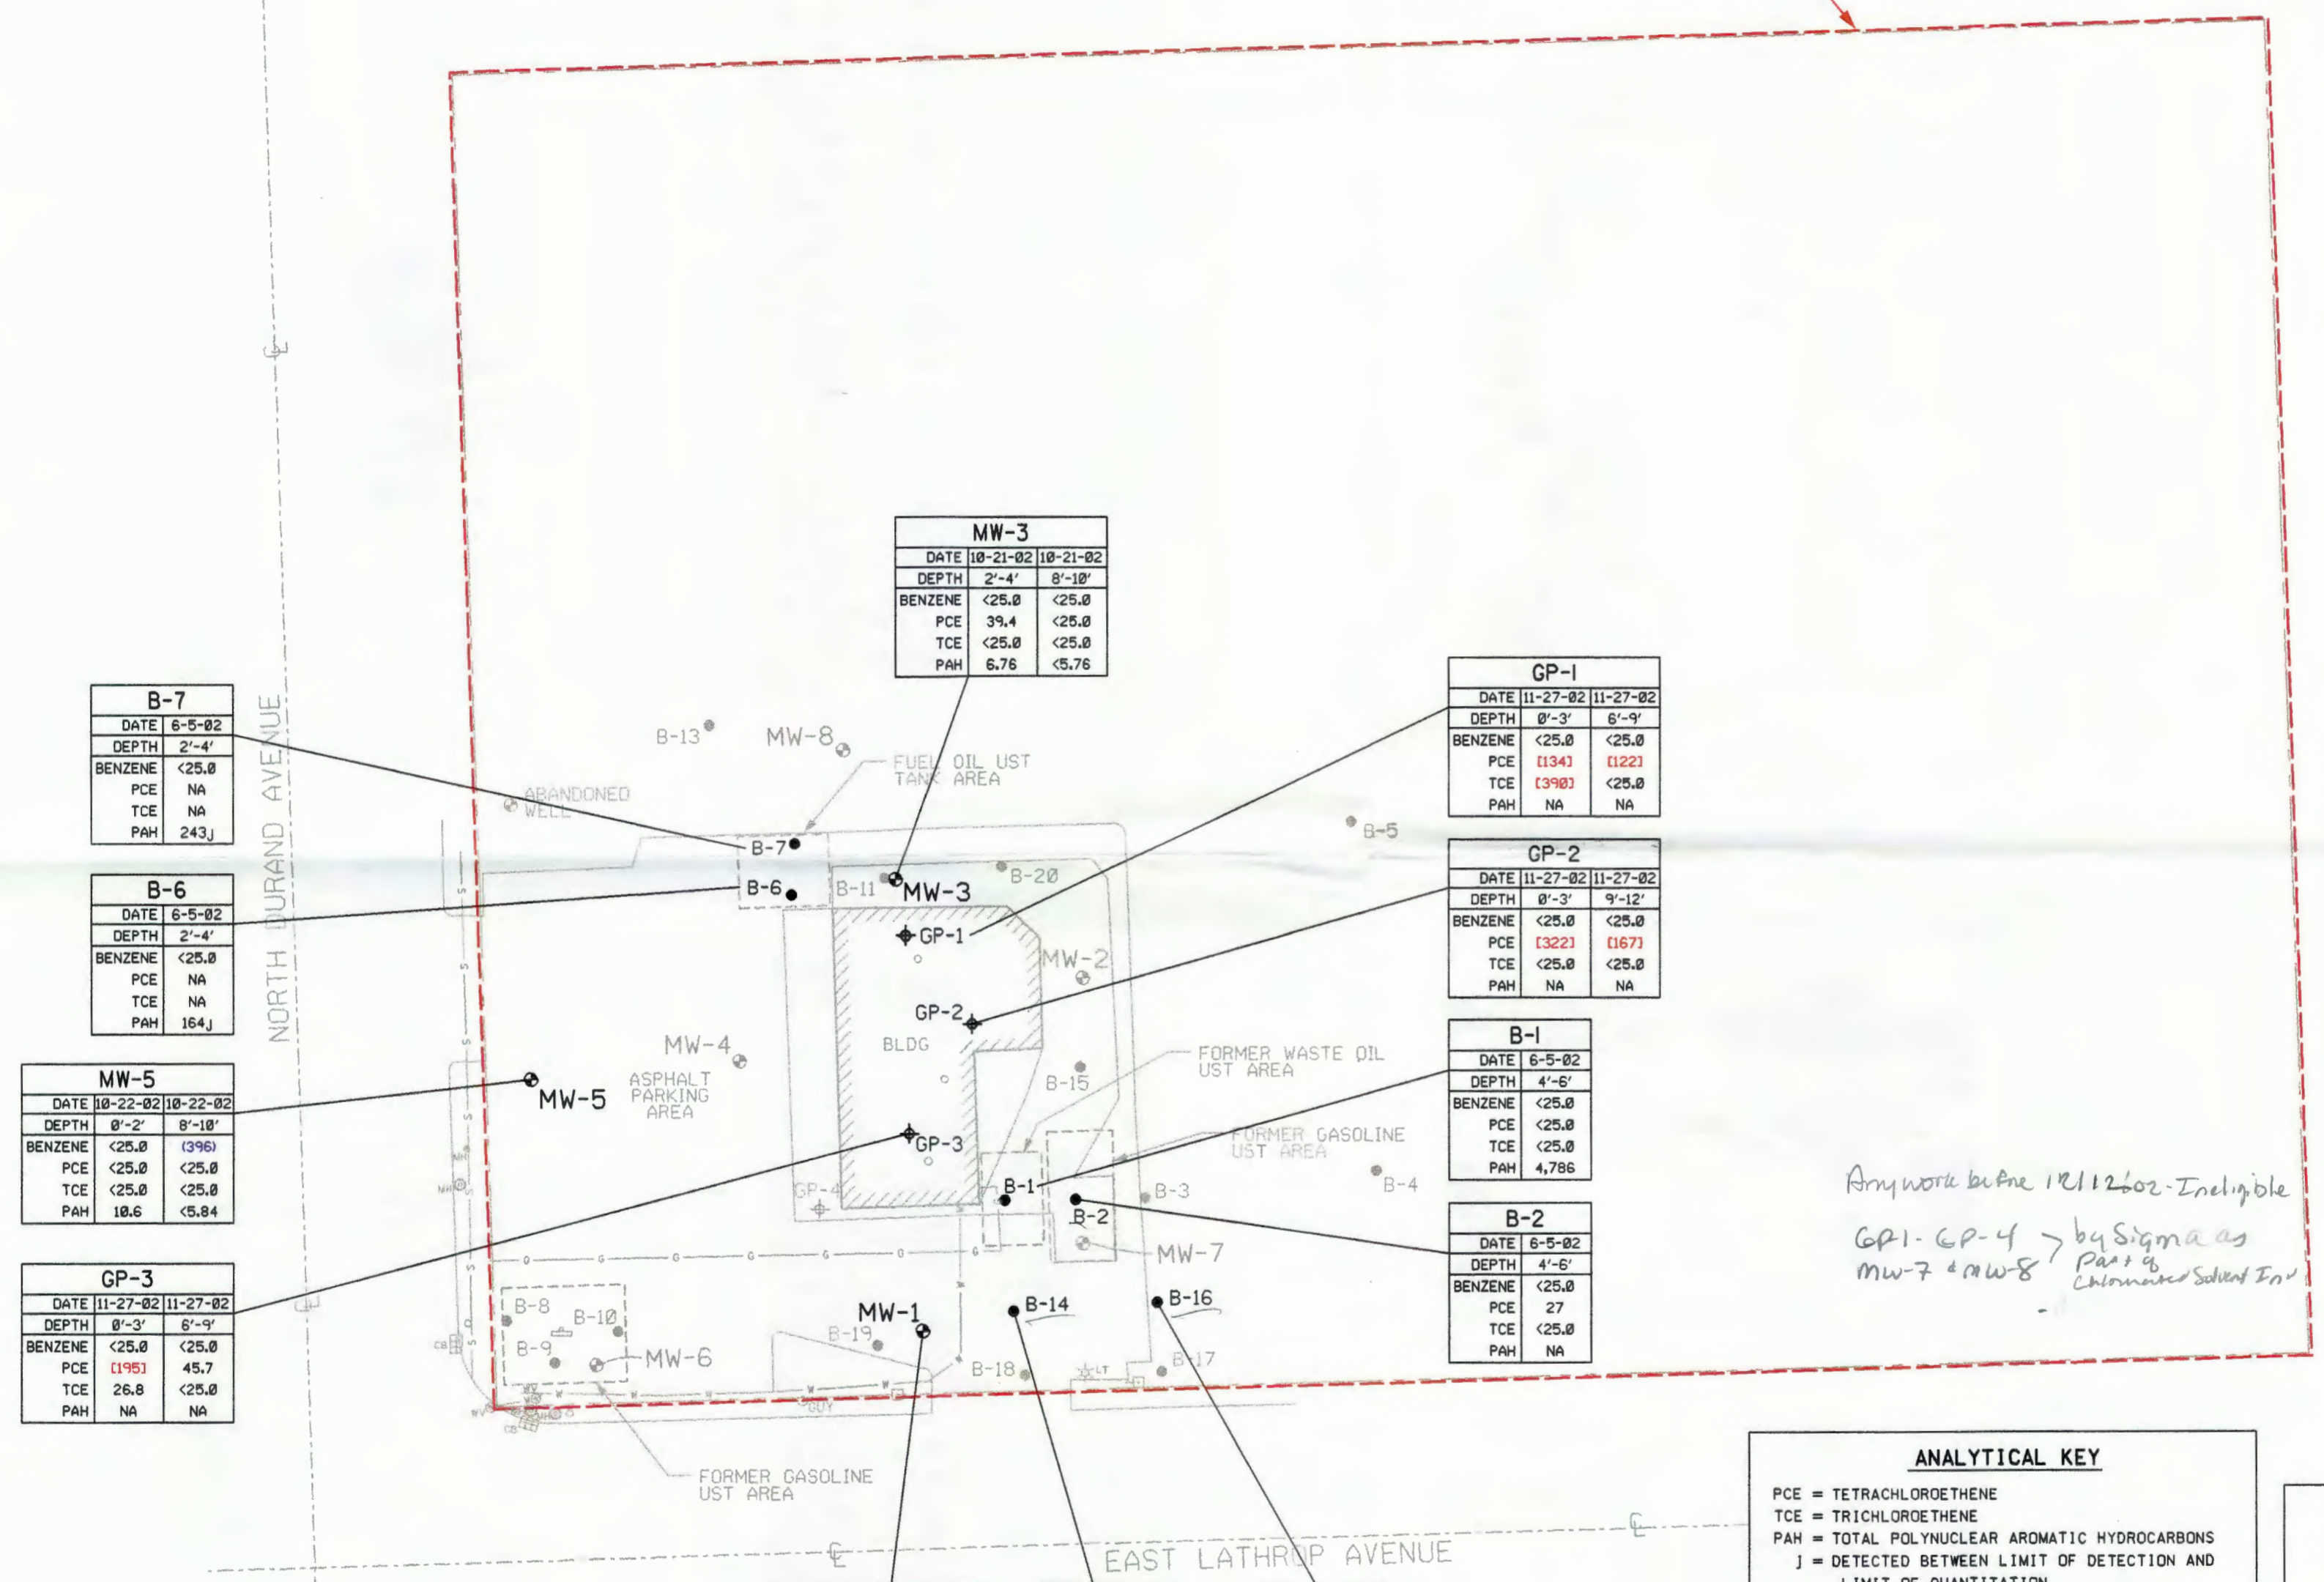 MW-3
DATE 10-21-02 10-21-02
DEPTH 2'-4' 8'-10'
BENZENE <25.0 <25.0
PCE 39.4 <25.0
TCE <25.0 <25.0
PAH 6.76 <5.76
GP-1
DATE 11-27-02 11-27-02
DEPTH 0'-3' 6'-9'
BENZENE <25.0 <25.0
PCE [134] [122]
TCE [390] <25.0
PAH NA NA
B-7
DATE 6-5-02
DEPTH 2'-4'
BENZENE <25.0
PCE NA
TCE NA
PAH 243J
GP-2
DATE 11-27-02 11-27-02
DEPTH 0'-3' 9'-12'
BENZENE <25.0 <25.0
PCE [322] [167]
TCE <25.0 <25.0
PAH NA NA
B-6
DATE 6-5-02
DEPTH 2'-4'
BENZENE <25.0
PCE NA
TCE NA
PAH 164J
B-1
DATE 6-5-02
DEPTH 4'-6'
BENZENE <25.0
PCE <25.0
TCE <25.0
PAH 4,786
MW-5
DATE 10-22-02 10-22-02
DEPTH 0'-2' 8'-10'
BENZENE <25.0 (396)
PCE <25.0 <25.0
TCE <25.0 <25.0
PAH 10.6 <5.84
B-2
DATE 6-5-02
DEPTH 4'-6'
BENZENE <25.0
PCE 27
TCE <25.0
PAH NA
GP-3
DATE 11-27-02 11-27-02
DEPTH 0'-3' 6'-9'
BENZENE <25.0 <25.0
PCE [195] 45.7
TCE 26.8 <25.0
PAH NA NA
NORTH DURAND AVENUE
B-13
MW-8
FUEL OIL UST
TANK AREA
ABANDONED
WELL
B-5
B-7
B-6
B-11
MW-3
B-20
GP-1
MW-2
GP-2
BLDG
MW-4
ASPHALT
PARKING
AREA
MW-5
B-15
FORMER WASTE OIL
UST AREA
GP-3
FORMER GASOLINE
UST AREA
B-4
GP-4
B-1
B-2
B-3
MW-7
B-8
B-10
B-9
MW-6
MW-1
B-19
B-14
B-16
B-18
LT
B-17
GUY
CB
CB
WV
MH
MH
FORMER GASOLINE
UST AREA
EAST LATHROP AVENUE
Any work before 12/12/02 - Ineligible
GP1 - GP-4 > by Sigma as
MW-7 & MW-8 Part of
Chlorinated Solvent Inv
ANALYTICAL KEY
PCE = TETRACHLOROETHENE
TCE = TRICHLOROETHENE
PAH = TOTAL POLYNUCLEAR AROMATIC HYDROCARBONS
J = DETECTED BETWEEN LIMIT OF DETECTION AND
LIMIT OF QUANTITATION